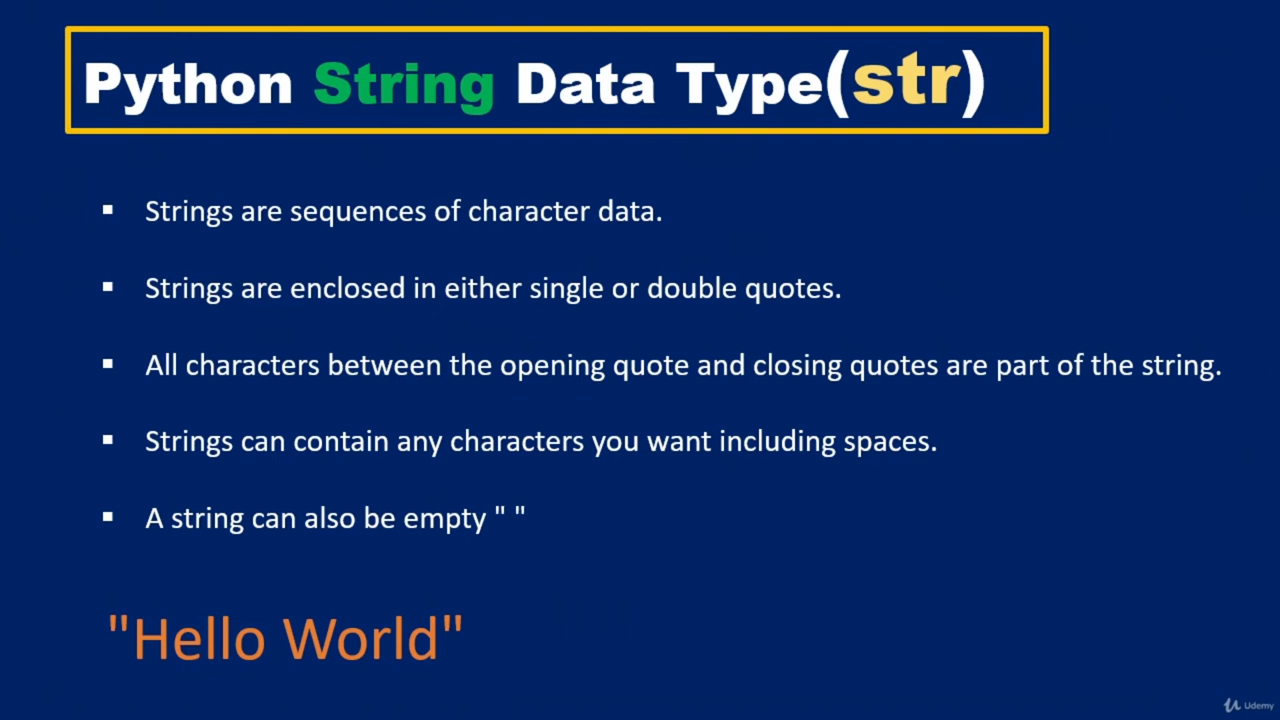 Python String Data Type(str)
▪ Strings are sequences of character data.
▪ Strings are enclosed in either single or double quotes.
▪ All characters between the opening quote and closing quotes are part of the string.
▪ Strings can contain any characters you want including spaces.
▪ A string can also be empty " "
"Hello World"
Udemy